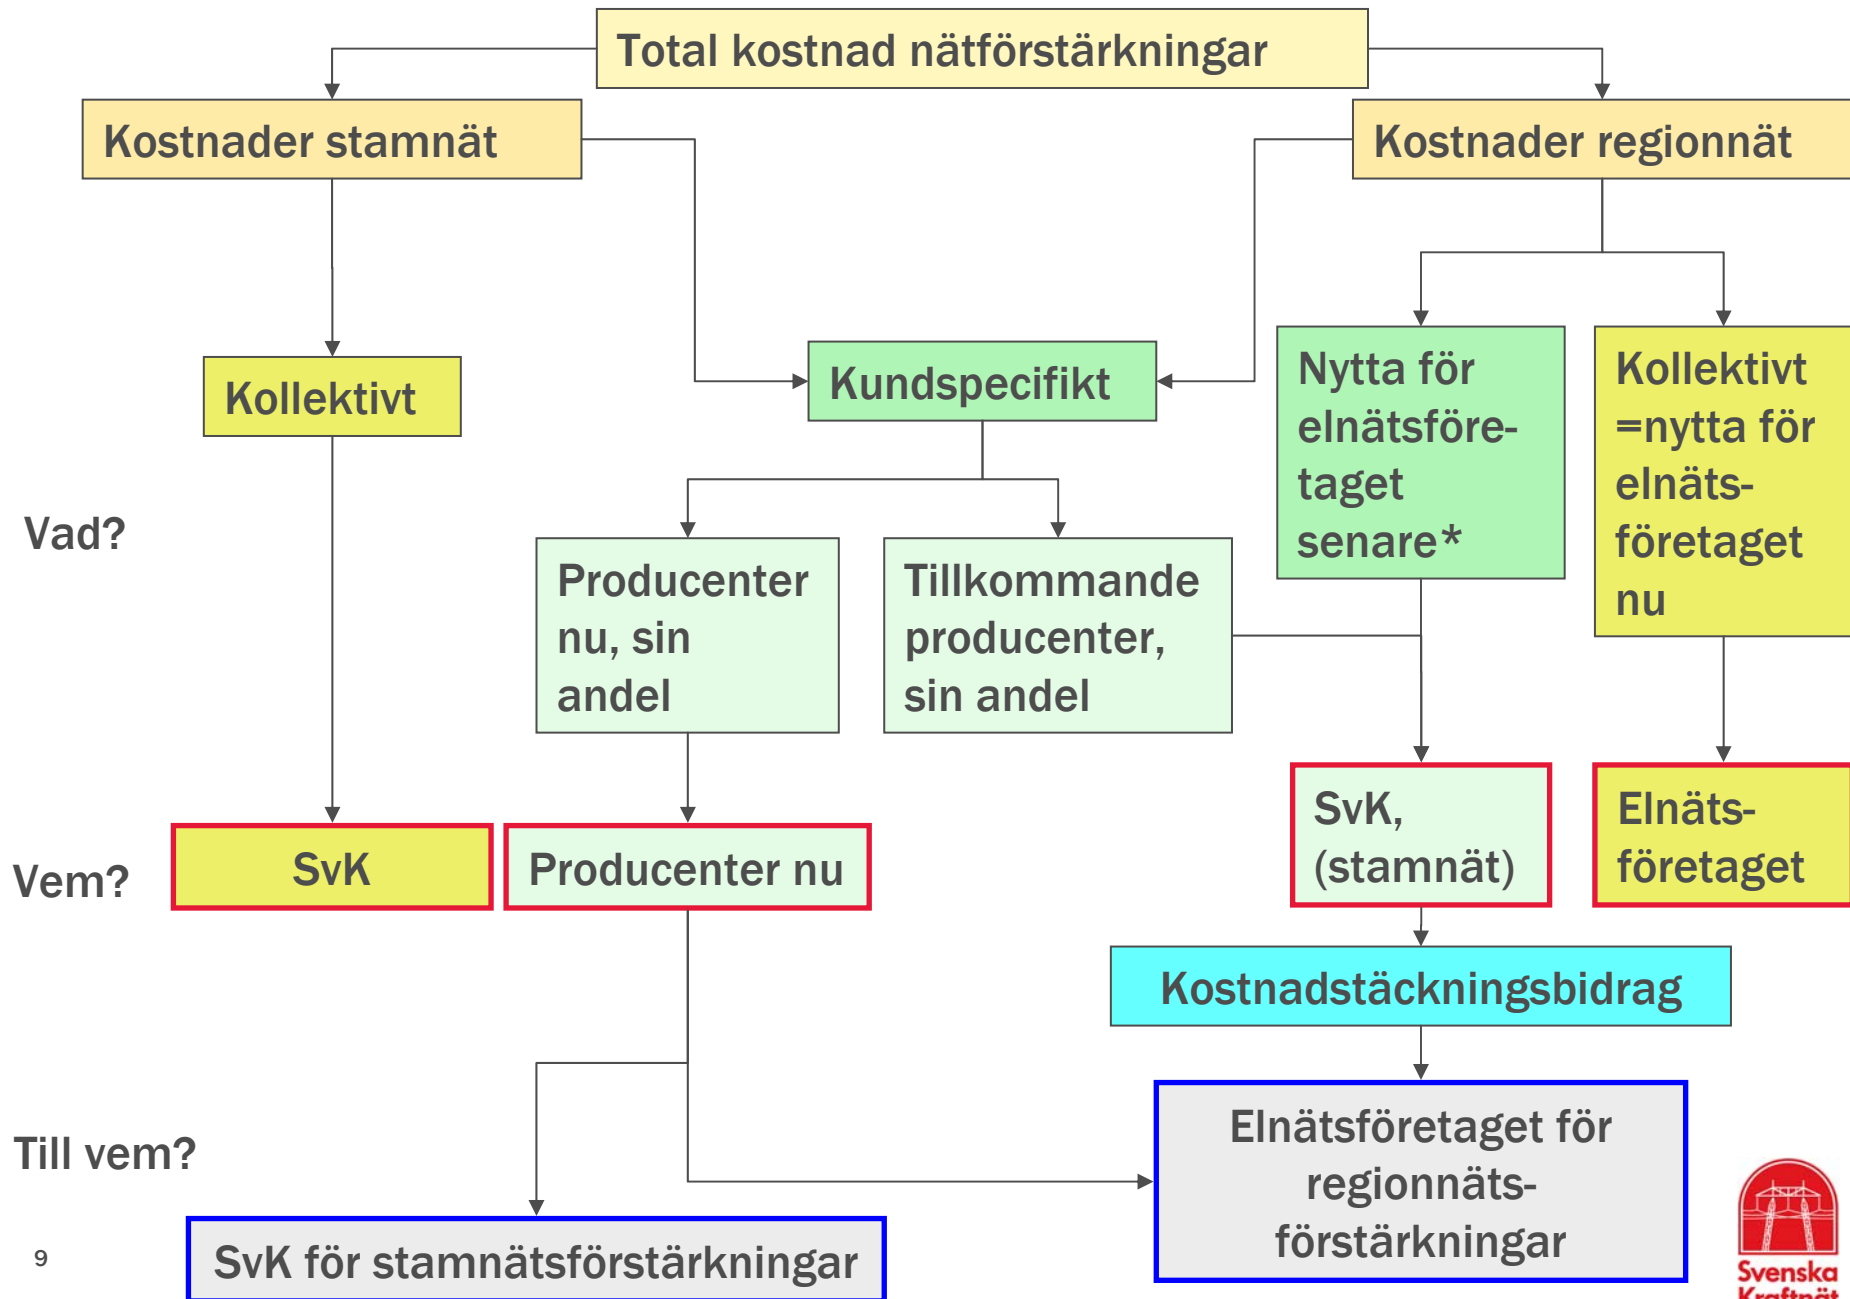 Total kostnad nätförstärkningar
Kostnader stamnät
Kostnader regionnät
Kollektivt
Kundspecifikt
Nytta för
elnätsföre-
taget
senare*
Kollektivt
=nytta för
elnäts-
företaget
nu
Vad?
Producenter
nu, sin
andel
Tillkommande
producenter,
sin andel
Vem?
SvK
Producenter nu
SvK,
(stamnät)
Elnäts-
företaget
Kostnadstäckningsbidrag
Till vem?
Elnätsföretaget för
regionnäts-
förstärkningar
SvK för stamnätsförstärkningar
9
Svenska
Kraftnät